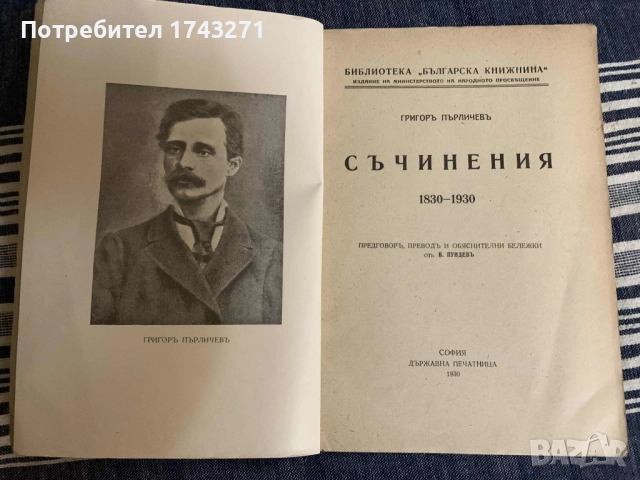 Потребител 1743271
ГРИГОРЪ ПЪРЛИЧЕВЪ
БИБЛИОТЕКА „БЪЛГАРСКА КНИЖНИНА“
ИЗДАНИЕ НА МИНИСТЕРСТВОТО НА НАРОДНОТО ПРОСВѢЩЕНИЕ
ГРИГОРЪ ПЪРЛИЧЕВЪ
СЪЧИНЕНИЯ
1830–1930
ПРЕДГОВОРЪ, ПРЕВОДЪ И ОБЯСНИТЕЛНИ БЕЛЕЖКИ
отъ В. ПУНДЕВЪ
СОФИЯ
ДЪРЖАВНА ПЕЧАТНИЦА
1930
BAZAR